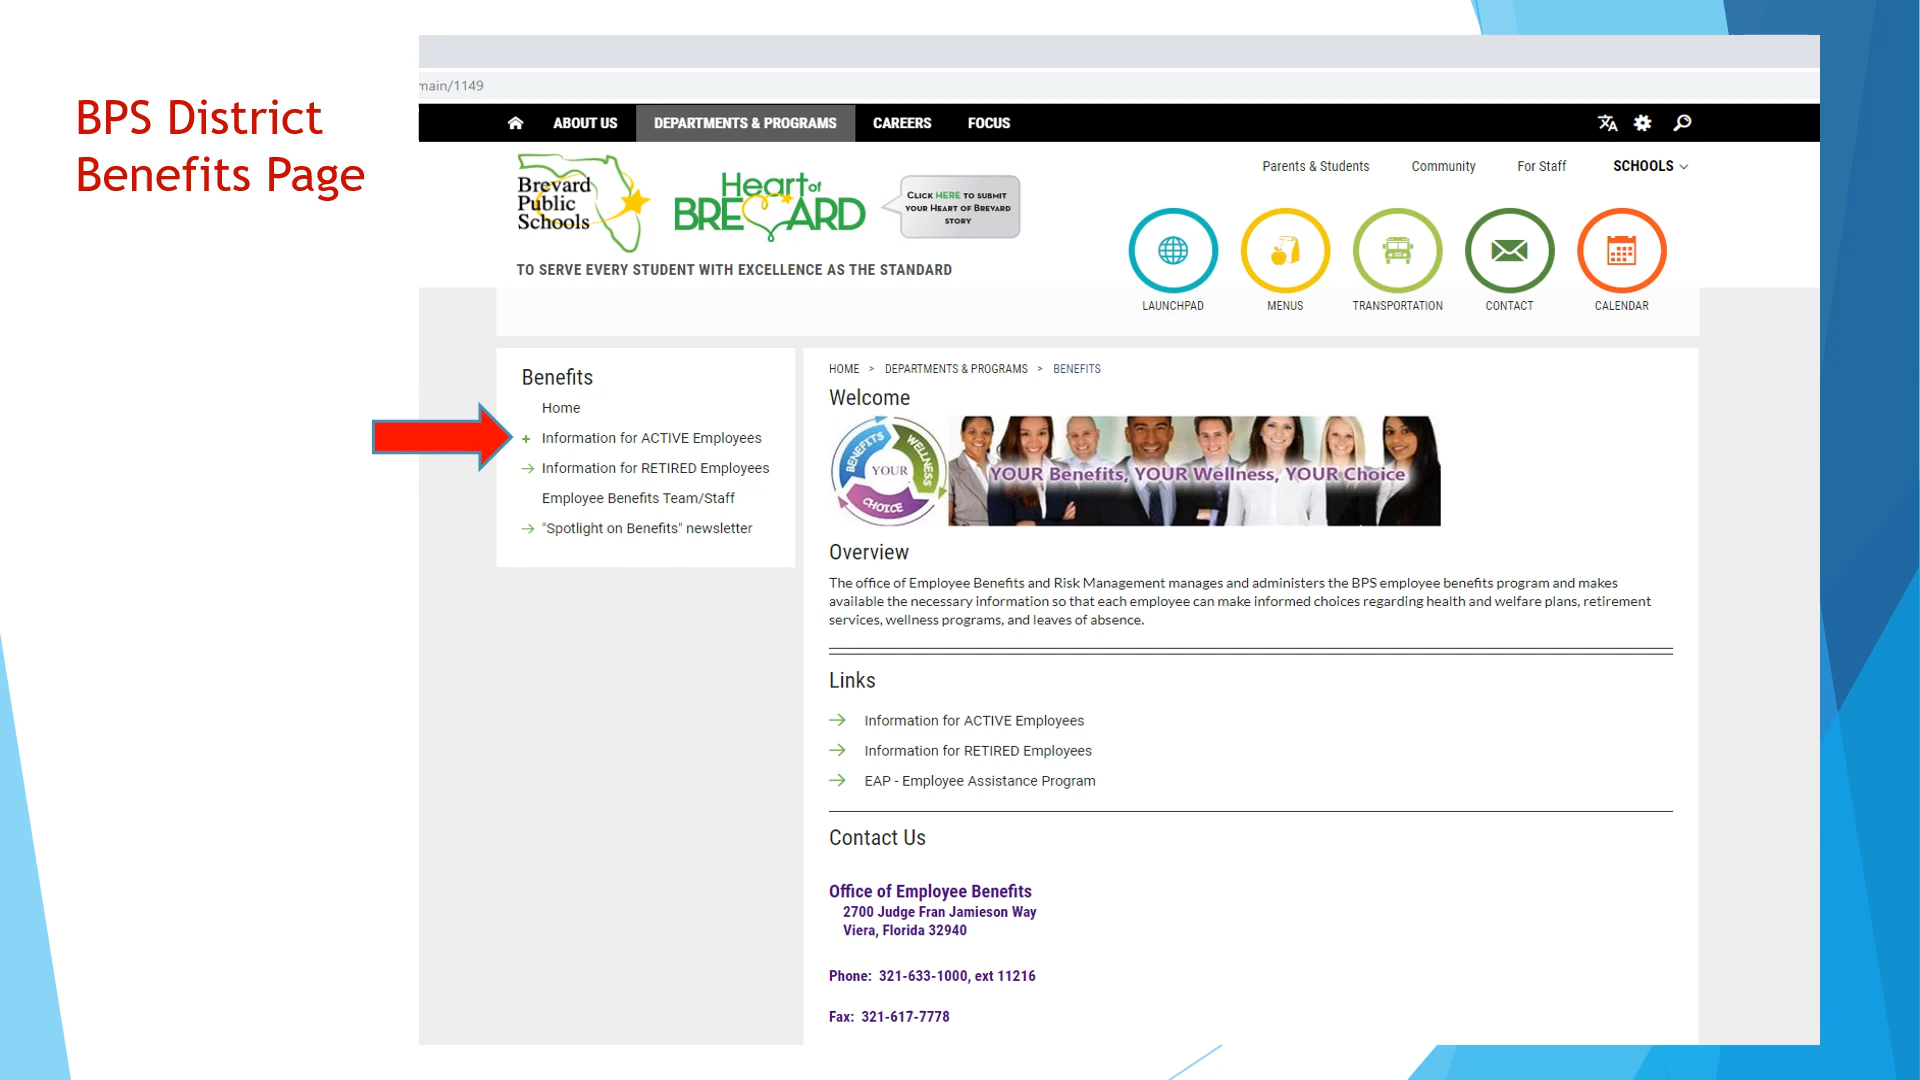 BPS District
Benefits Page
main/1149
ABOUT US DEPARTMENTS & PROGRAMS CAREERS FOCUS
Parents & Students Community For Staff SCHOOLS
Brevard
Public
Schools
Heart of
BREVARD
CLICK HERE TO SUBMIT
YOUR HEART OF BREVARD
STORY
TO SERVE EVERY STUDENT WITH EXCELLENCE AS THE STANDARD
LAUNCHPAD MENUS TRANSPORTATION CONTACT CALENDAR
Benefits
Home
Information for ACTIVE Employees
Information for RETIRED Employees
Employee Benefits Team/Staff
"Spotlight on Benefits" newsletter
HOME > DEPARTMENTS & PROGRAMS > BENEFITS
Welcome
BENEFITS
WELLNESS
YOUR
CHOICE
YOUR Benefits, YOUR Wellness, YOUR Choice
Overview
The office of Employee Benefits and Risk Management manages and administers the BPS employee benefits program and makes
available the necessary information so that each employee can make informed choices regarding health and welfare plans, retirement
services, wellness programs, and leaves of absence.
Links
Information for ACTIVE Employees
Information for RETIRED Employees
EAP - Employee Assistance Program
Contact Us
Office of Employee Benefits
2700 Judge Fran Jamieson Way
Viera, Florida 32940
Phone: 321-633-1000, ext 11216
Fax: 321-617-7778